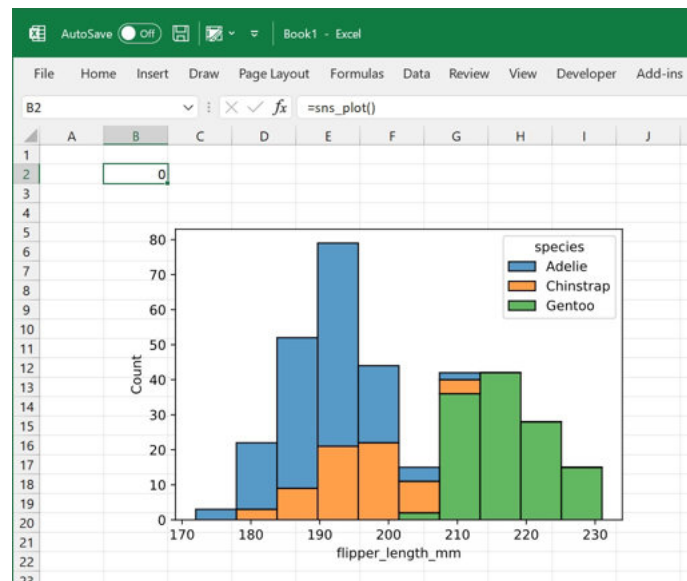 AutoSave Off Book1 - Excel
File Home Insert Draw Page Layout Formulas Data Review View Developer Add-ins
B2 fx =sns_plot()
A B C D E F G H I J
1
2 0
3
4
5
6
7
8
9
10
11
12
13
14
15
16
17
18
19
20
21
22
23
80
70
60
50
40
30
20
10
0
Count
170 180 190 200 210 220 230
flipper_length_mm
species
Adelie
Chinstrap
Gentoo